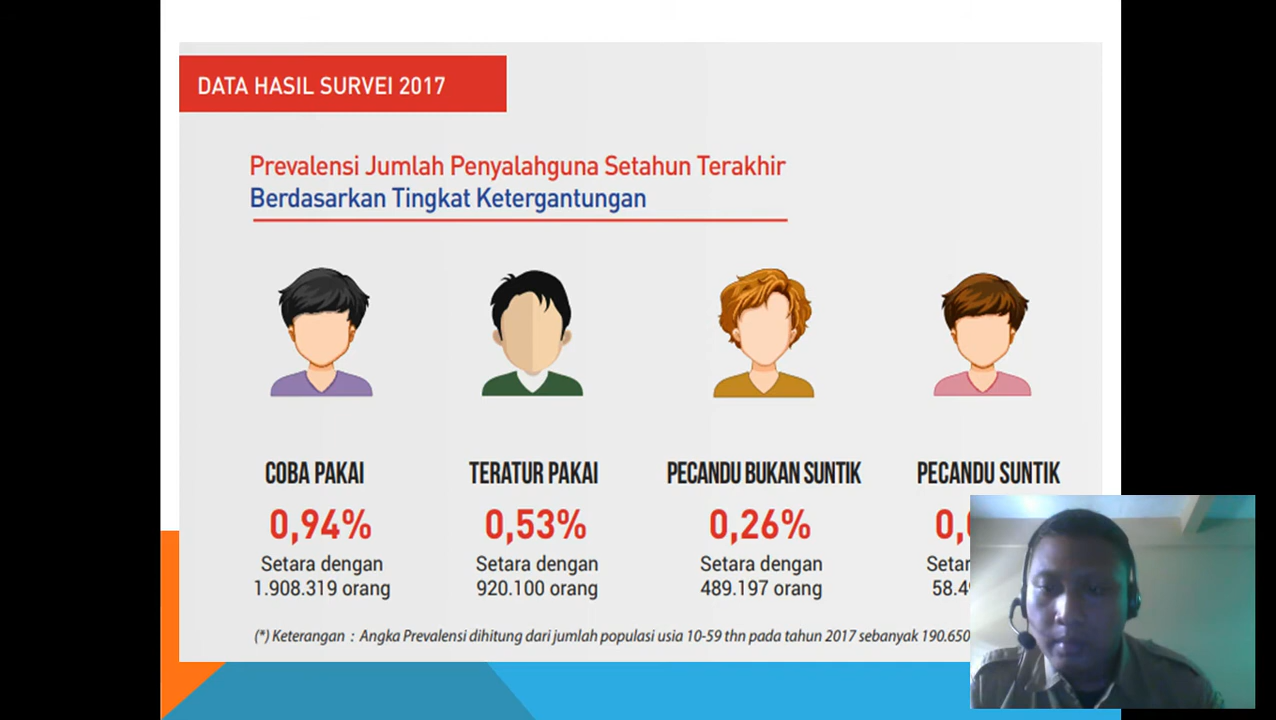 DATA HASIL SURVEI 2017
Prevalensi Jumlah Penyalahguna Setahun Terakhir
Berdasarkan Tingkat Ketergantungan
COBA PAKAI
0,94%
Setara dengan
1.908.319 orang
TERATUR PAKAI
0,53%
Setara dengan
920.100 orang
PECANDU BUKAN SUNTIK
0,26%
Setara dengan
489.197 orang
PECANDU SUNTIK
(*) Keterangan : Angka Prevalensi dihitung dari jumlah populasi usia 10-59 thn pada tahun 2017 sebanyak